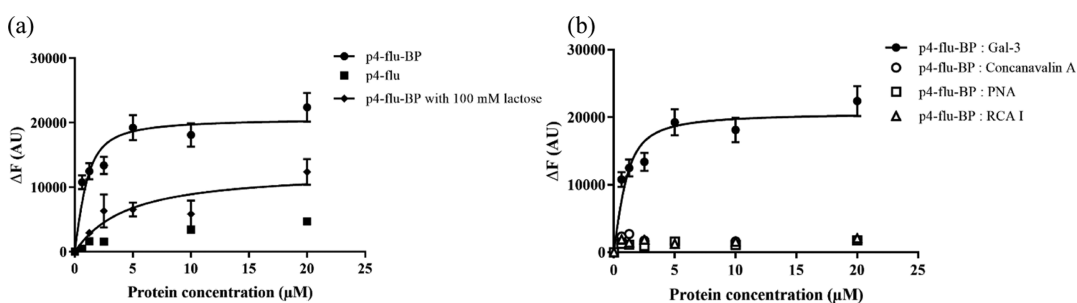 (a)
ΔF (AU)
30000
20000
10000
0
0 5 10 15 20 25
Protein concentration (μM)
p4-flu-BP
p4-flu
p4-flu-BP with 100 mM lactose
(b)
ΔF (AU)
30000
20000
10000
0
0 5 10 15 20 25
Protein concentration (μM)
p4-flu-BP : Gal-3
p4-flu-BP : Concanavalin A
p4-flu-BP : PNA
p4-flu-BP : RCA I